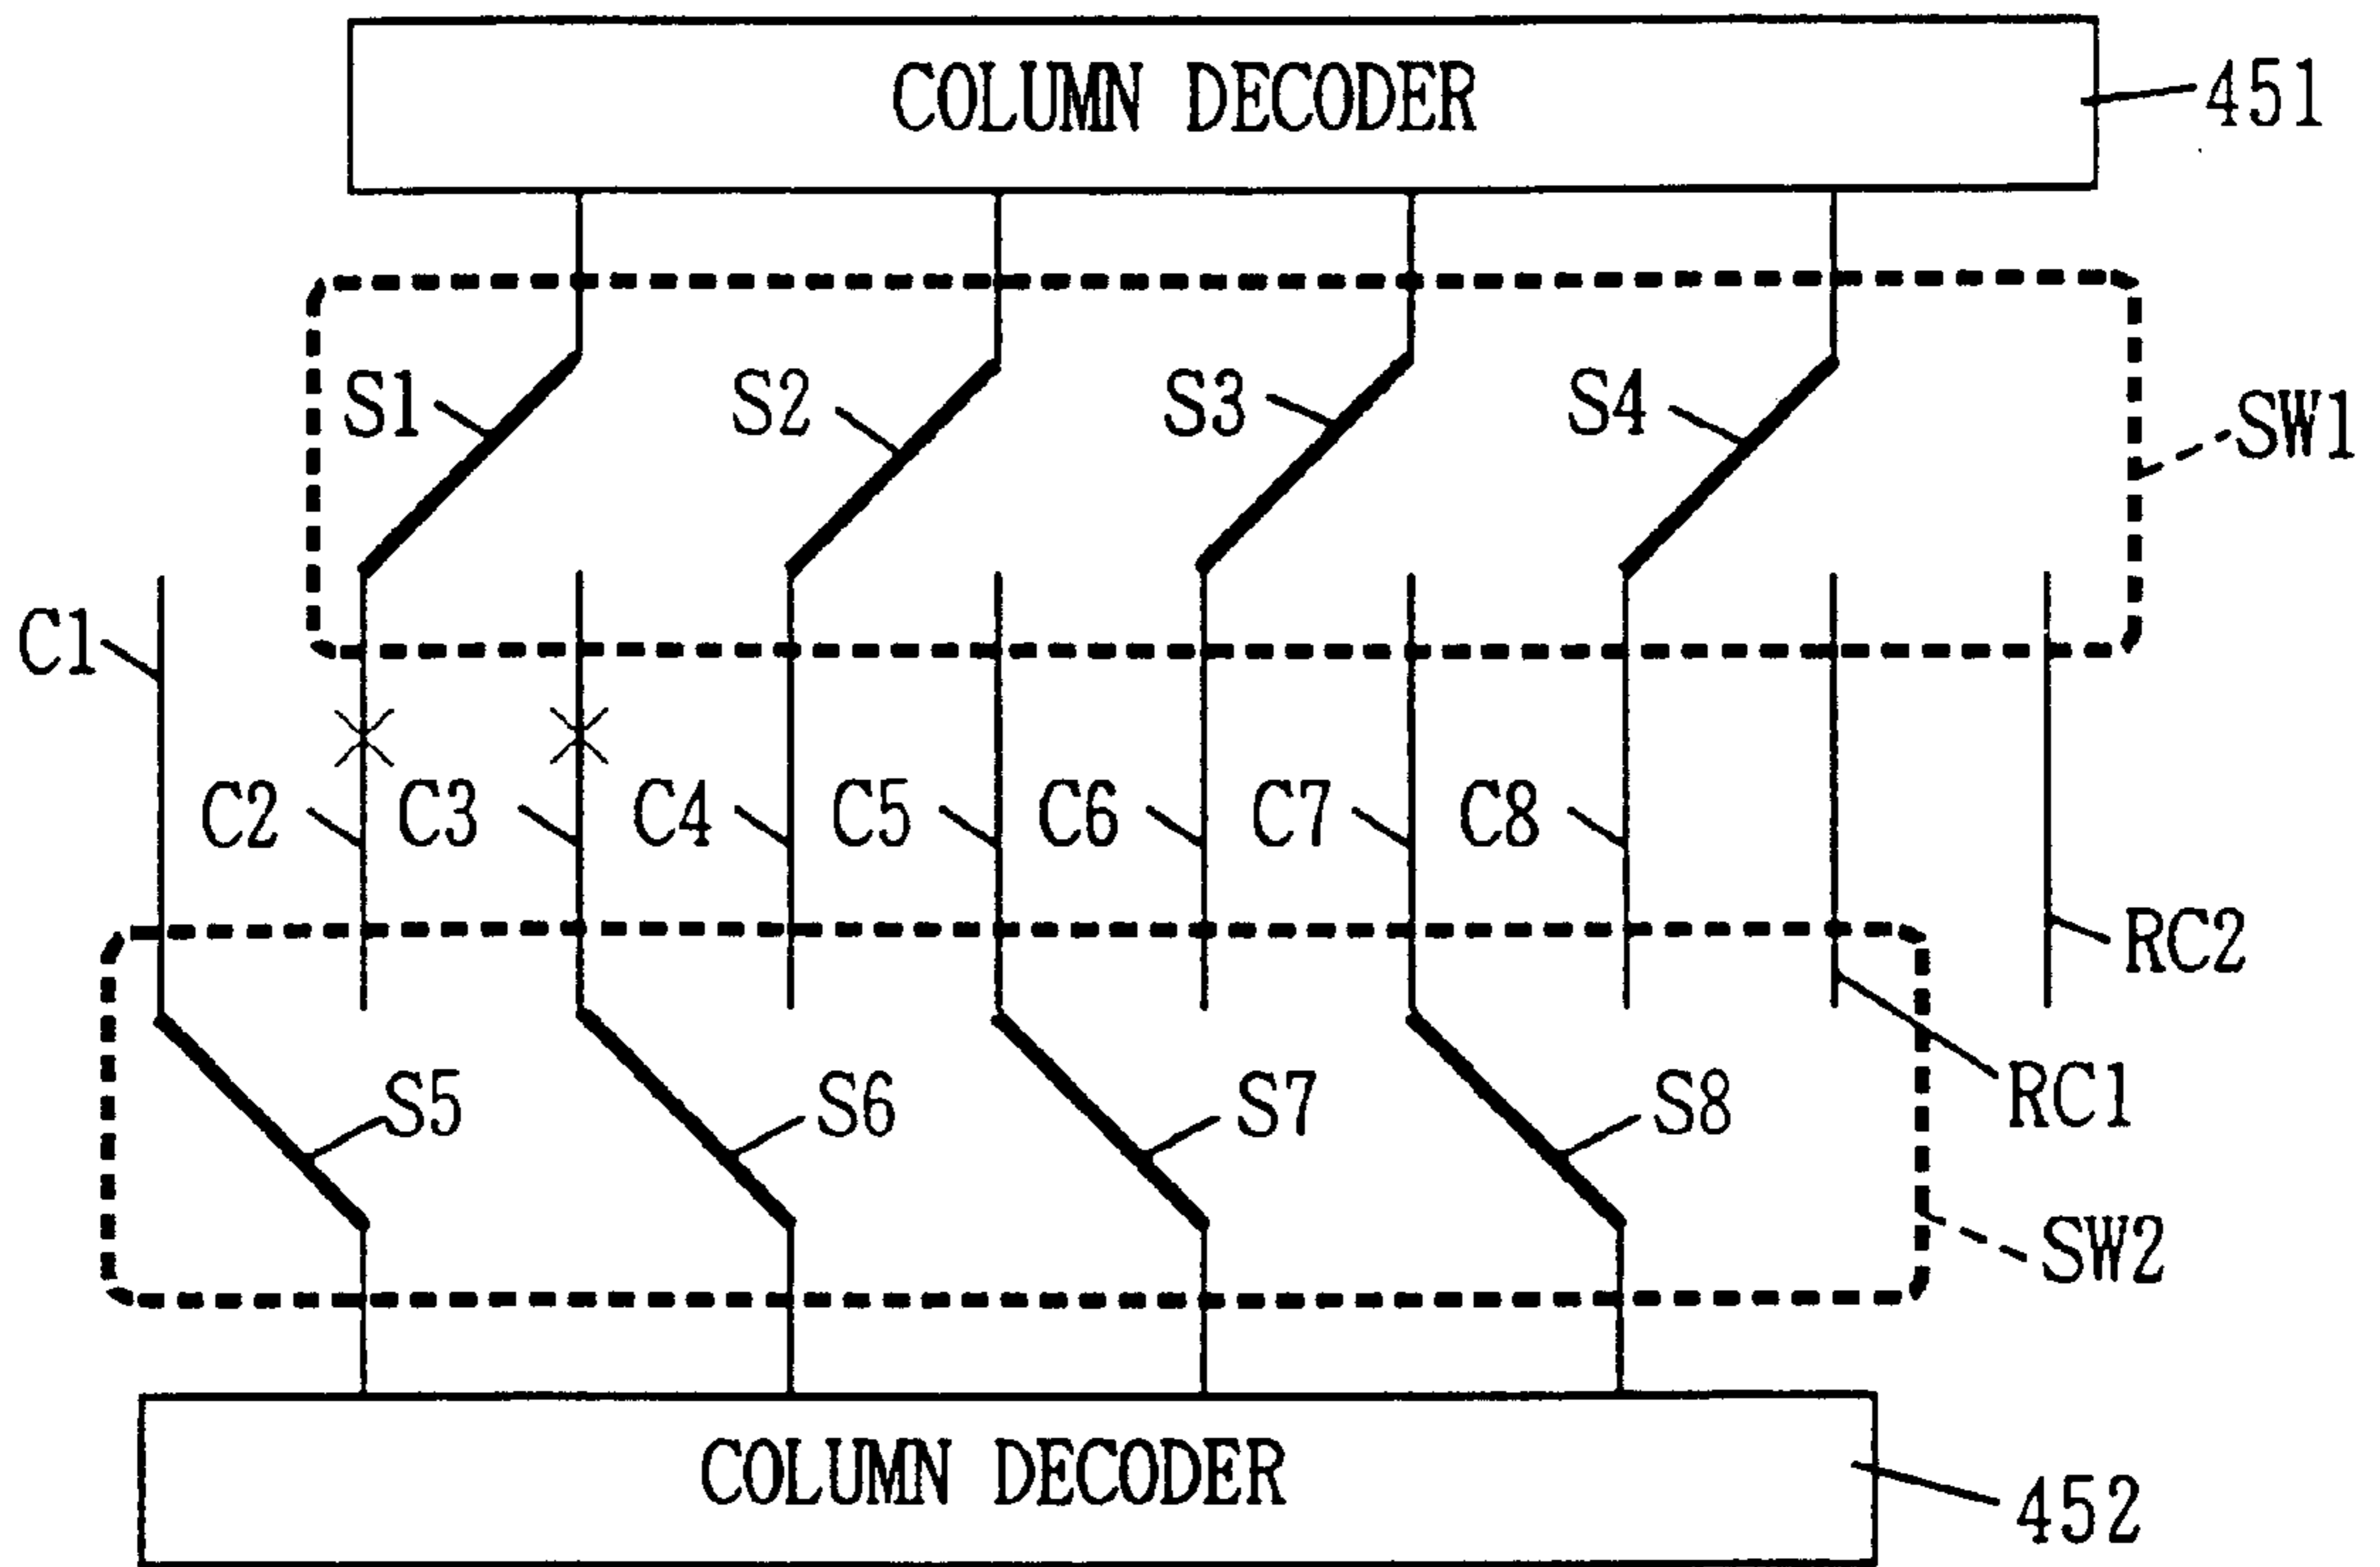 COLUMN DECODER
451
S1
S2
S3
S4
SW1
C1
C2
C3
C4
C5
C6
C7
C8
RC2
RC1
S5
S6
S7
S8
SW2
COLUMN DECODER
452